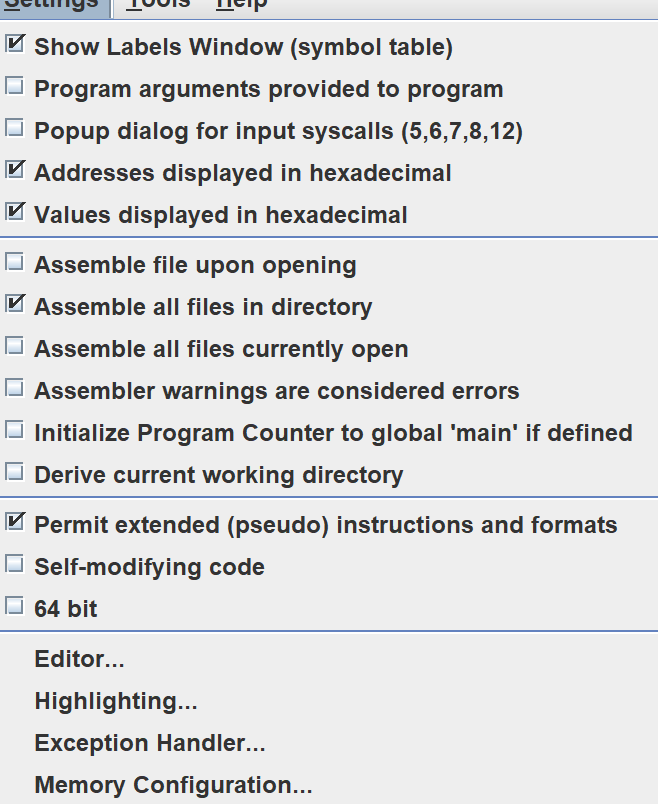 Settings Tools Help
Show Labels Window (symbol table)
Program arguments provided to program
Popup dialog for input syscalls (5,6,7,8,12)
Addresses displayed in hexadecimal
Values displayed in hexadecimal
Assemble file upon opening
Assemble all files in directory
Assemble all files currently open
Assembler warnings are considered errors
Initialize Program Counter to global 'main' if defined
Derive current working directory
Permit extended (pseudo) instructions and formats
Self-modifying code
64 bit
Editor...
Highlighting...
Exception Handler...
Memory Configuration...